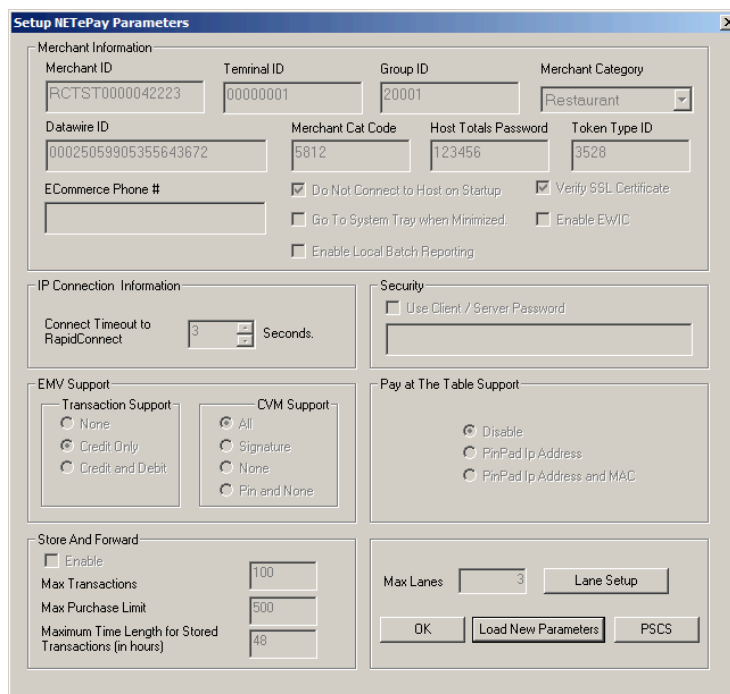 Setup NETePay Parameters
Merchant Information
Merchant ID
Temrinal ID
Group ID
Merchant Category
RCTST0000042223
00000001
20001
Restaurant
Datawire ID
Merchant Cat Code
Host Totals Password
Token Type ID
00025059905355643672
5812
123456
3528
ECommerce Phone #
Do Not Connect to Host on Startup
Verify SSL Certificate
Go To System Tray when Minimized.
Enable EWIC
Enable Local Batch Reporting
IP Connection Information
Connect Timeout to
RapidConnect
3
Seconds.
Security
Use Client / Server Password
EMV Support
Transaction Support
None
Credit Only
Credit and Debit
CVM Support
All
Signature
None
Pin and None
Pay at The Table Support
Disable
PinPad Ip Address
PinPad Ip Address and MAC
Store And Forward
Enable
Max Transactions
100
Max Purchase Limit
500
Maximum Time Length for Stored
Transactions (in hours)
48
Max Lanes
3
Lane Setup
OK
Load New Parameters
PSCS